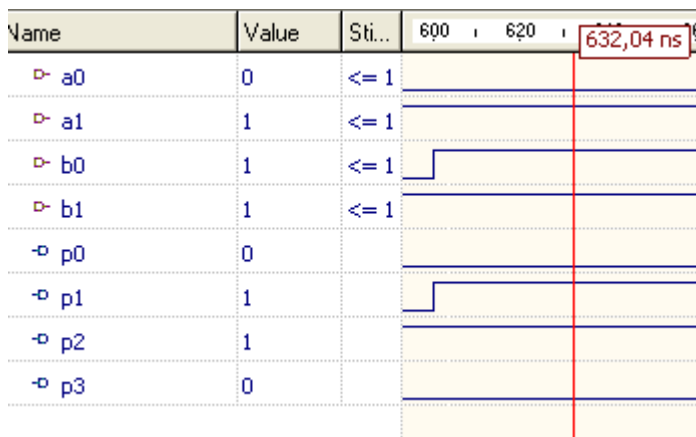 Name Value Sti... 600 620
632,04 ns
a0 0 <= 1
a1 1 <= 1
b0 1 <= 1
b1 1 <= 1
p0 0
p1 1
p2 1
p3 0